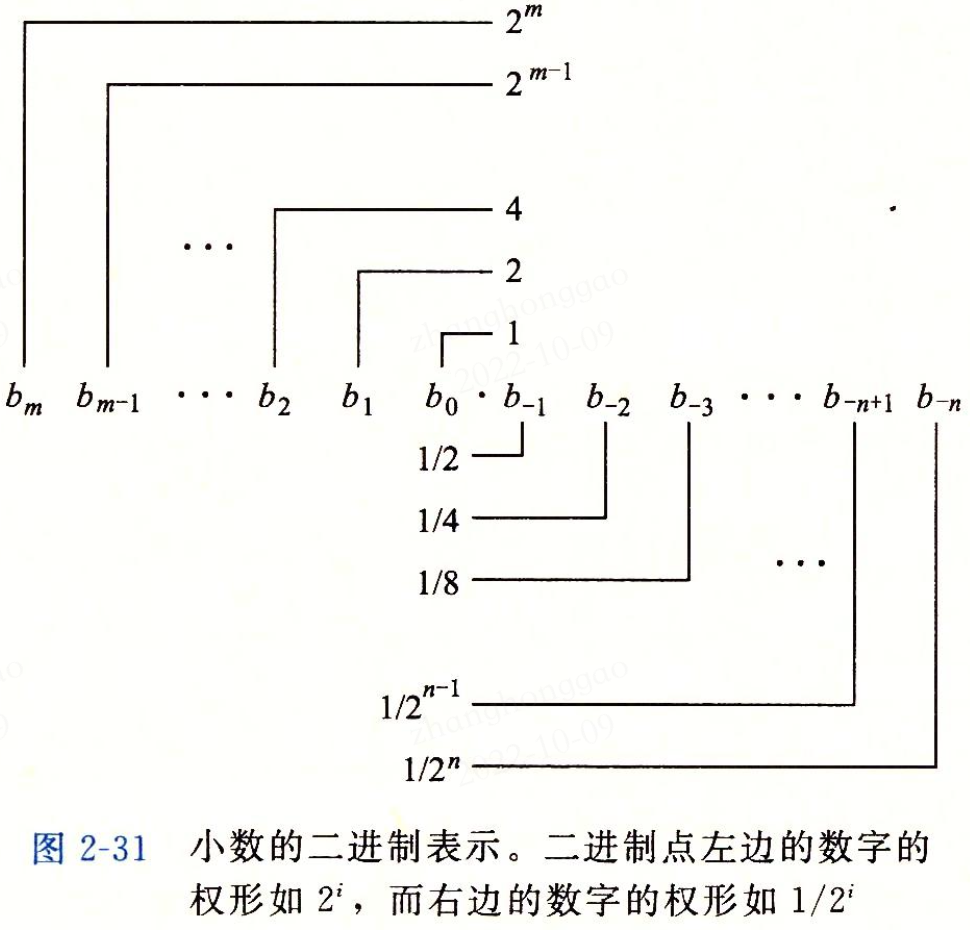 2^m
2^{m-1}
4
...
2
1
b_m b_{m-1} ··· b_2 b_1 b_0 · b_{-1} b_{-2} b_{-3} ··· b_{-n+1} b_{-n}
1/2
1/4
...
1/8
1/2^{n-1}
1/2^n
zhanghonggao
2022-10-09
zhanghonggao
2022-10-09
图 2-31 小数的二进制表示。二进制点左边的数字的
权形如 2^i，而右边的数字的权形如 1/2^i